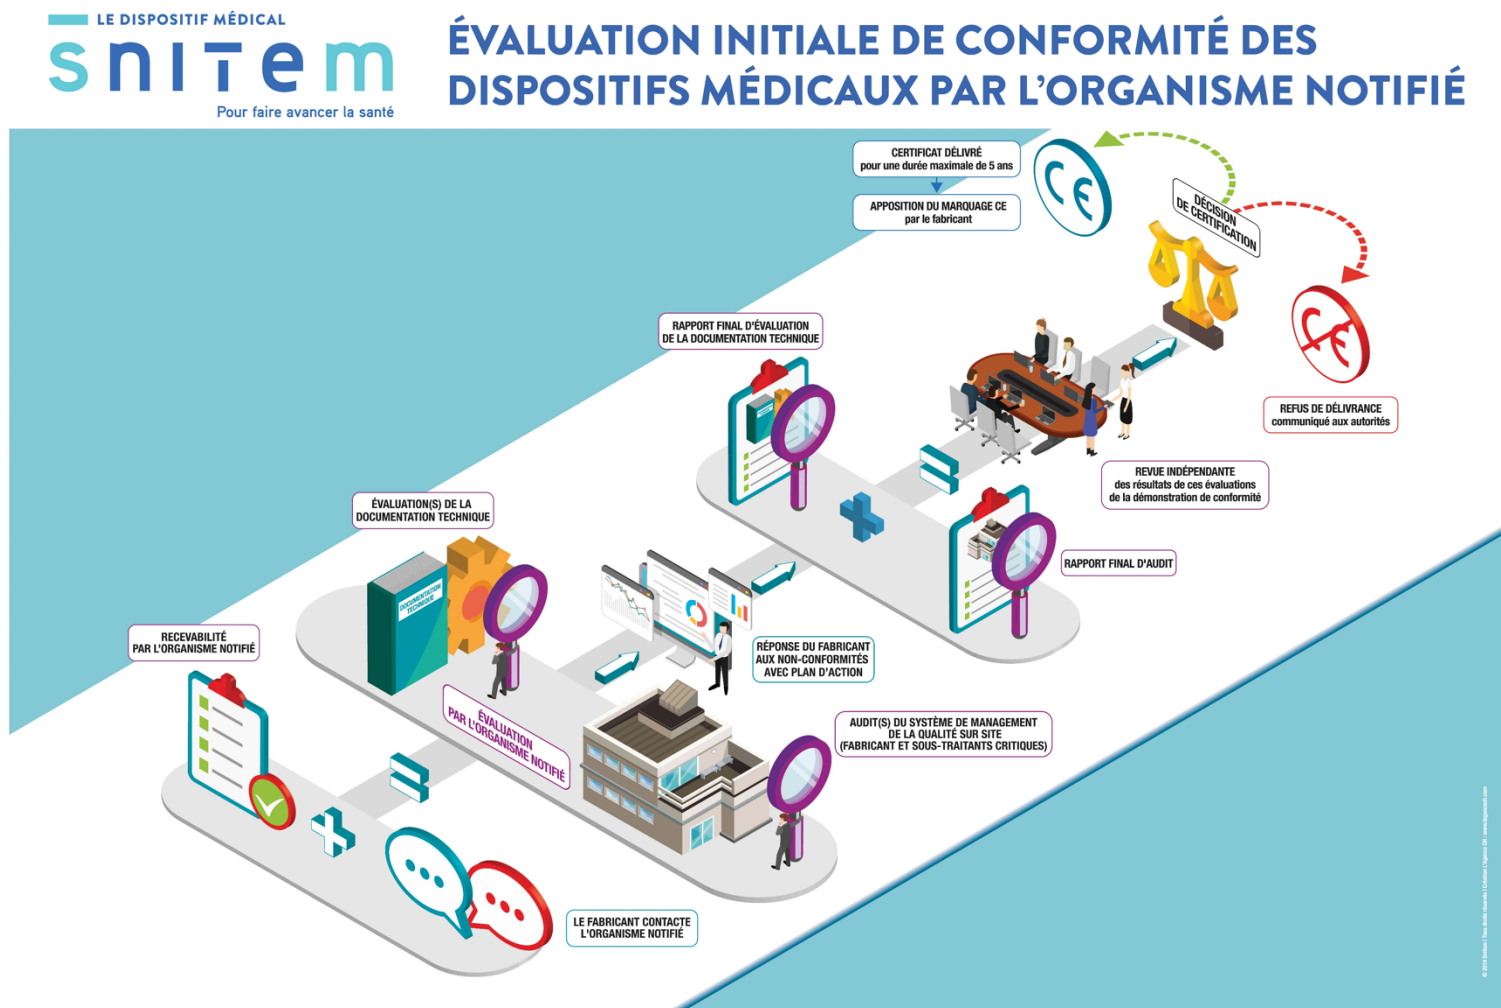 LE DISPOSITIF MÉDICAL
snitem
Pour faire avancer la santé
ÉVALUATION INITIALE DE CONFORMITÉ DES
DISPOSITIFS MÉDICAUX PAR L'ORGANISME NOTIFIÉ
CERTIFICAT DÉLIVRÉ
pour une durée maximale de 5 ans
APPOSITION DU MARQUAGE CE
par le fabricant
CE
DÉCISION
DE CERTIFICATION
CE
REFUS DE DÉLIVRANCE
communiqué aux autorités
RAPPORT FINAL D'ÉVALUATION
DE LA DOCUMENTATION TECHNIQUE
REVUE INDÉPENDANTE
des résultats de ces évaluations
de la démonstration de conformité
RAPPORT FINAL D'AUDIT
ÉVALUATION(S) DE LA
DOCUMENTATION TECHNIQUE
DOCUMENTATION
TECHNIQUE
RÉPONSE DU FABRICANT
AUX NON-CONFORMITÉS
AVEC PLAN D'ACTION
RECEVABILITÉ
PAR L'ORGANISME NOTIFIÉ
ÉVALUATION
PAR L'ORGANISME NOTIFIÉ
AUDIT(S) DU SYSTÈME DE MANAGEMENT
DE LA QUALITÉ SUR SITE
(FABRICANT ET SOUS-TRAITANTS CRITIQUES)
LE FABRICANT CONTACTE
L'ORGANISME NOTIFIÉ